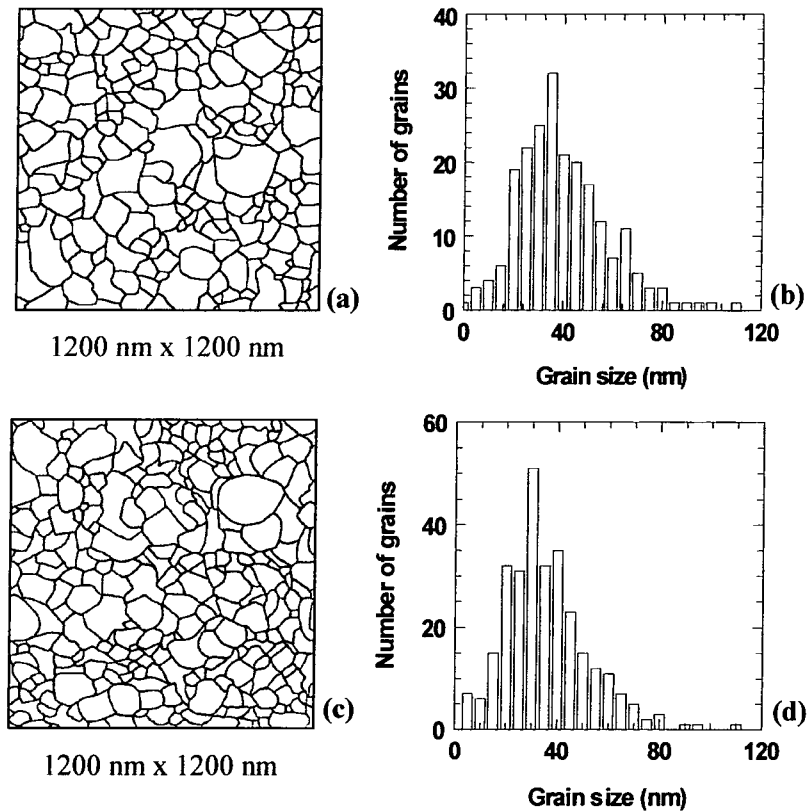 (a)
1200 nm x 1200 nm
40
30
20
10
0
Number of grains
0 40 80 120
Grain size (nm)
(b)
(c)
1200 nm x 1200 nm
60
40
20
0
Number of grains
0 40 80 120
Grain size (nm)
(d)